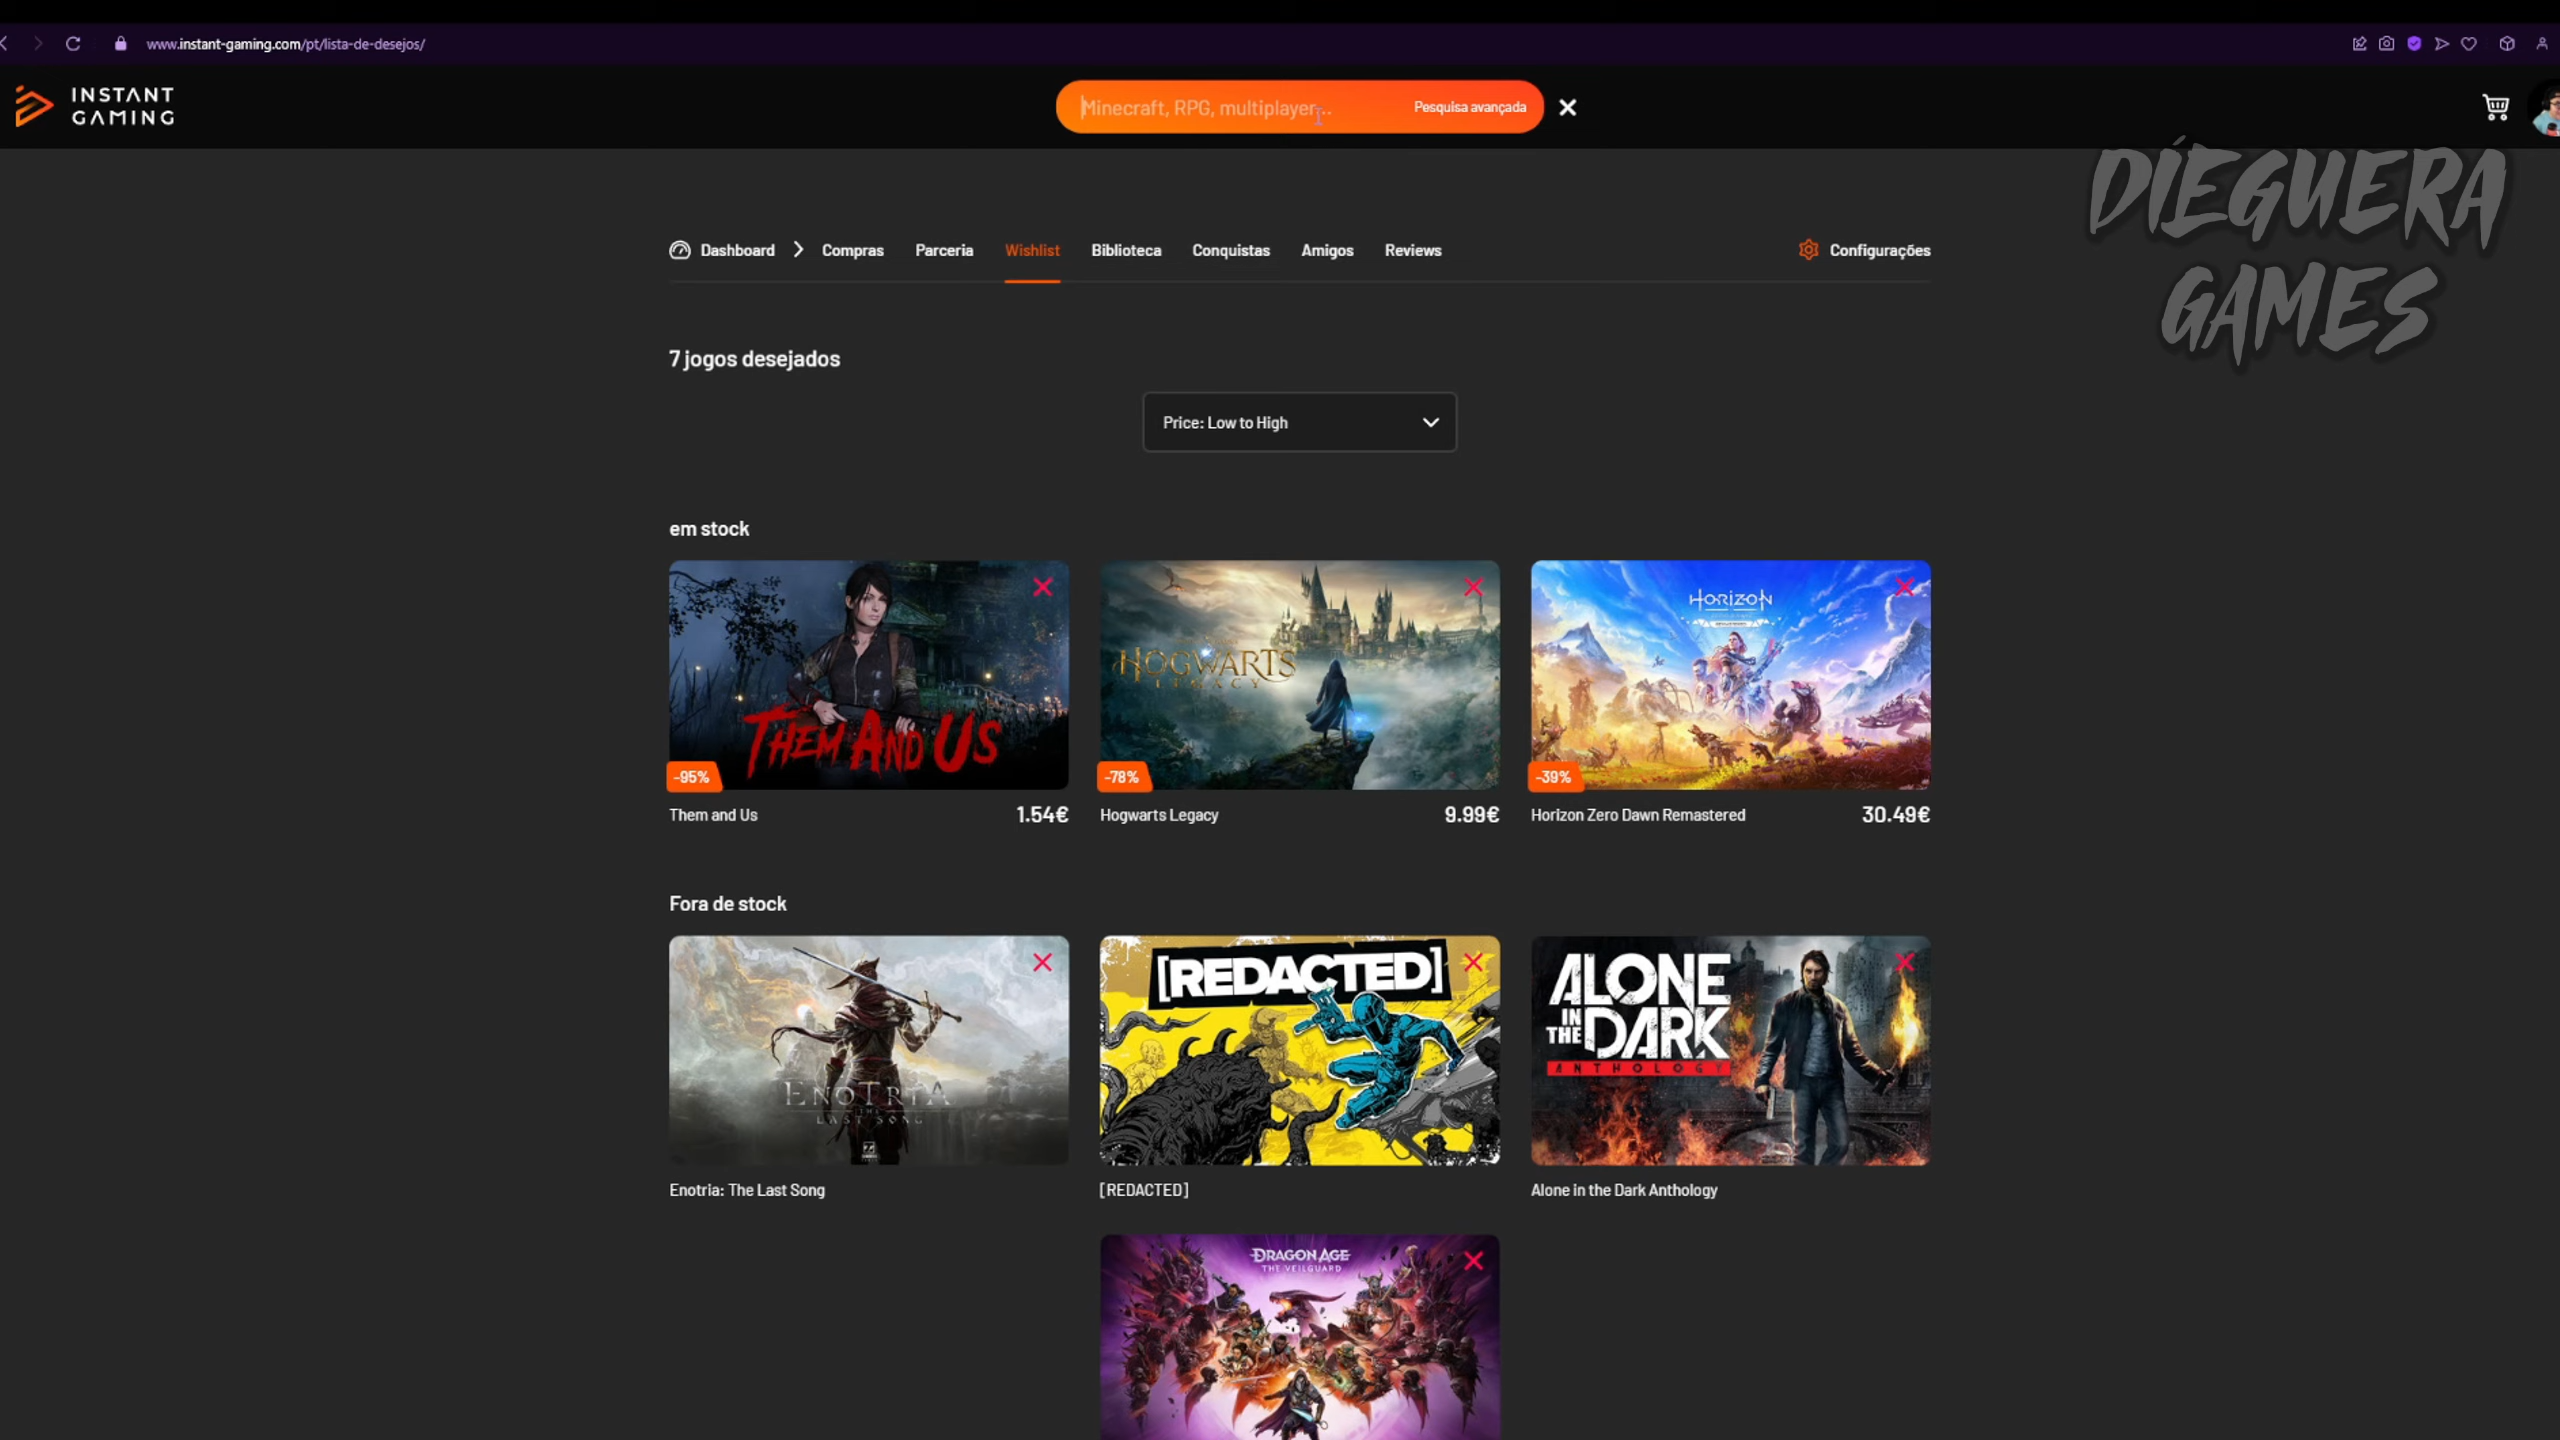 www.instant-gaming.com/pt/lista-de-desejos/
INSTANT
GAMING
Minecraft, RPG, multiplayer...
Pesquisa avançada
DIEGUERA
GAMES
Dashboard
Compras
Parceria
Wishlist
Biblioteca
Conquistas
Amigos
Reviews
Configurações
7 jogos desejados
Price: Low to High
em stock
THEM AND US
-95%
Them and Us
1.54€
HOGWARTS
LEGACY
-78%
Hogwarts Legacy
9.99€
HORIZON
-39%
Horizon Zero Dawn Remastered
30.49€
Fora de stock
ENOTRIA
THE
LAST SONG
Enotria: The Last Song
[REDACTED]
[REDACTED]
ALONE
IN
THE DARK
ANTHOLOGY
Alone in the Dark Anthology
DRAGON AGE
THE VEILGUARD